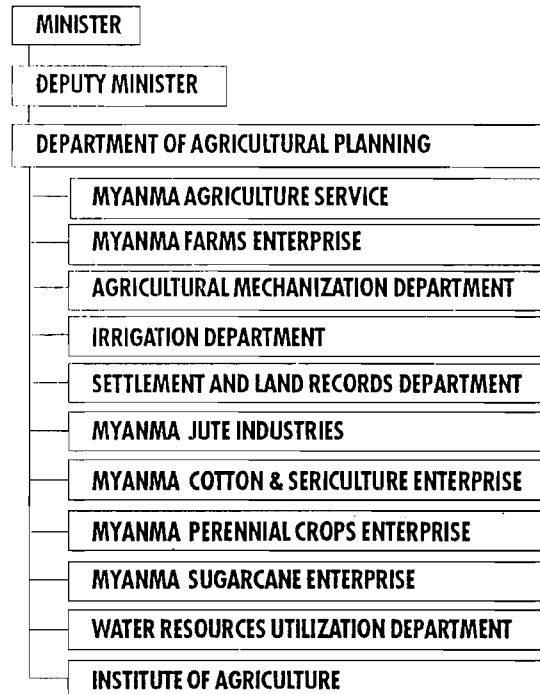 MINISTER
DEPUTY MINISTER
DEPARTMENT OF AGRICULTURAL PLANNING
MYANMA AGRICULTURE SERVICE
MYANMA FARMS ENTERPRISE
AGRICULTURAL MECHANIZATION DEPARTMENT
IRRIGATION DEPARTMENT
SETTLEMENT AND LAND RECORDS DEPARTMENT
MYANMA JUTE INDUSTRIES
MYANMA COTTON & SERICULTURE ENTERPRISE
MYANMA PERENNIAL CROPS ENTERPRISE
MYANMA SUGARCANE ENTERPRISE
WATER RESOURCES UTILIZATION DEPARTMENT
INSTITUTE OF AGRICULTURE